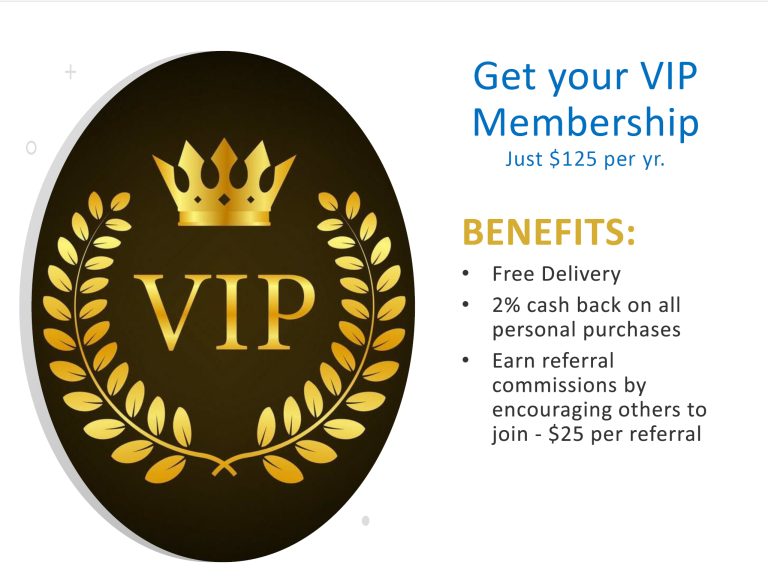 VIP
Get your VIP
Membership
Just $125 per yr.
BENEFITS:
• Free Delivery
• 2% cash back on all
personal purchases
• Earn referral
commissions by
encouraging others to
join - $25 per referral